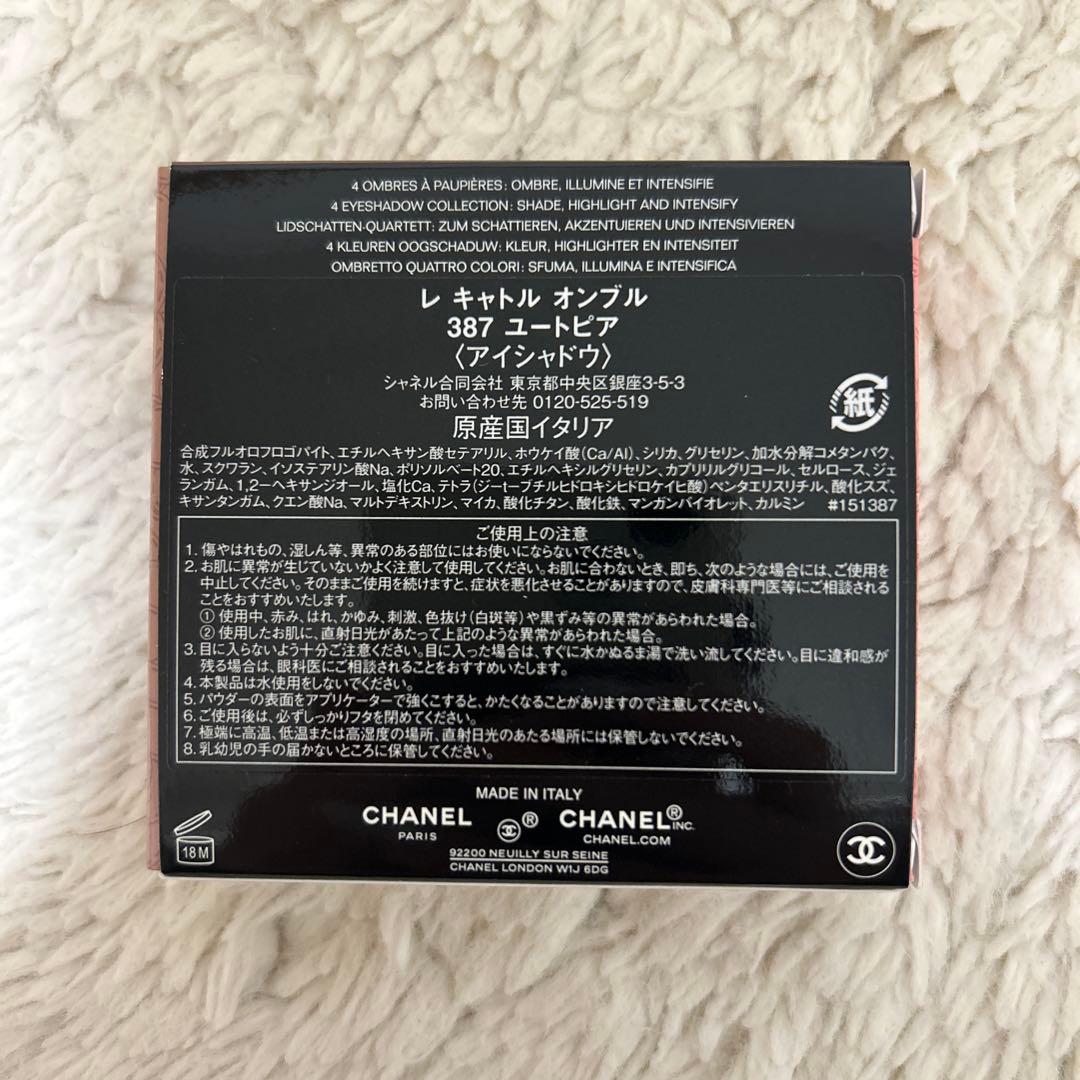 4 OMBRES À PAUPIÈRES: OMBRE, ILLUMINE ET INTENSIFIE
4 EYESHADOW COLLECTION: SHADE, HIGHLIGHT AND INTENSIFY
LIDSCHATTEN-QUARTETT: ZUM SCHATTIEREN, AKZENTUIEREN UND INTENSIVIEREN
4 KLEUREN OOGSCHADUW: KLEUR, HIGHLIGHTER EN INTENSITEIT
OMBRETTO QUATTRO COLORI: SFUMA, ILLUMINA E INTENSIFICA
レ キャトル オンブル
387 ユートピア
〈アイシャドウ〉
シャネル合同会社 東京都中央区銀座3-5-3
お問い合わせ先 0120-525-519
原産国イタリア
紙
合成フルオロフロゴパイト、エチルヘキサン酸セテアリル、ホウケイ酸(Ca/Al)、シリカ、グリセリン、加水分解コメタンパク、
水、スクワラン、イソステアリン酸Na、ポリソルベート20、エチルヘキシルグリセリン、カプリリルグリコール、セルロース、ジェ
ランガム、1,2-ヘキサンジオール、塩化Ca、テトラ(ジ-t-ブチルヒドロキシヒドロケイヒ酸)ペンタエリスリチル、酸化スズ、
キサンタンガム、クエン酸Na、マルトデキストリン、マイカ、酸化チタン、酸化鉄、マンガンバイオレット、カルミン #151387
ご使用上の注意
1. 傷やはれもの、湿しん等、異常のある部位にはお使いにならないでください。
2. お肌に異常が生じていないかよく注意して使用してください。お肌に合わないとき、即ち、次のような場合には、ご使用を
中止してください。そのままご使用を続けますと、症状を悪化させることがありますので、皮膚科専門医等にご相談される
ことをおすすめいたします。
① 使用中、赤み、はれ、かゆみ、刺激、色抜け(白斑等)や黒ずみ等の異常があらわれた場合。
② 使用したお肌に、直射日光があたって上記のような異常があらわれた場合。
3. 目に入らないよう十分ご注意ください。目に入った場合は、すぐに水かぬるま湯で洗い流してください。目に違和感が
残る場合は、眼科医にご相談されることをおすすめいたします。
4. 本製品は水使用をしないでください。
5. パウダーの表面をアプリケーターで強くこすると、かたくなることがありますので注意してください。
6. ご使用後は、必ずしっかりフタを閉めてください。
7. 極端に高温、低温または高湿度の場所、直射日光のあたる場所には保管しないでください。
8. 乳幼児の手の届かないところに保管してください。
MADE IN ITALY
CHANEL ® CHANEL® INC.
PARIS CHANEL.COM
18 M
92200 NEUILLY SUR SEINE
CHANEL LONDON W1J 6DG